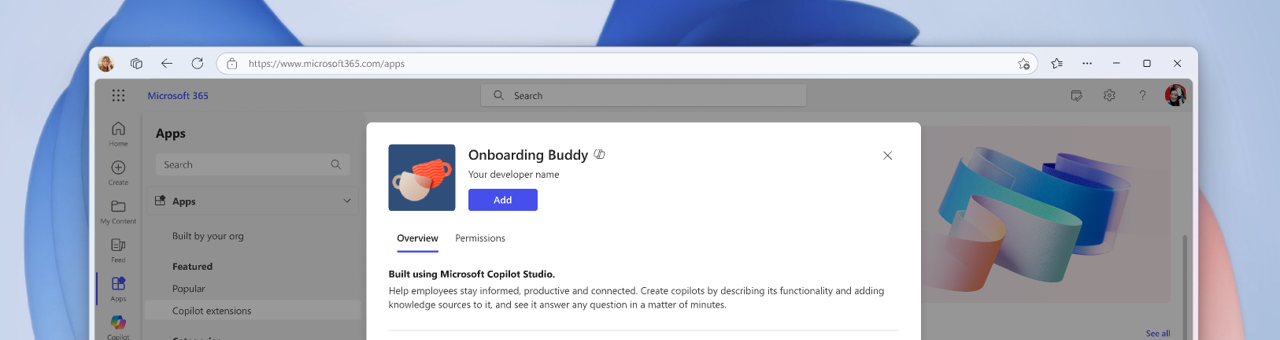 https://www.microsoft365.com/apps
Microsoft 365
Search
Home
Create
My Content
Feed
Apps
Copilot
Apps
Search
Apps
Built by your org
Featured
Popular
Copilot extensions
Onboarding Buddy
Your developer name
Add
Overview Permissions
Built using Microsoft Copilot Studio.
Help employees stay informed, productive and connected. Create copilots by describing its functionality and adding
knowledge sources to it, and see it answer any question in a matter of minutes.
See all